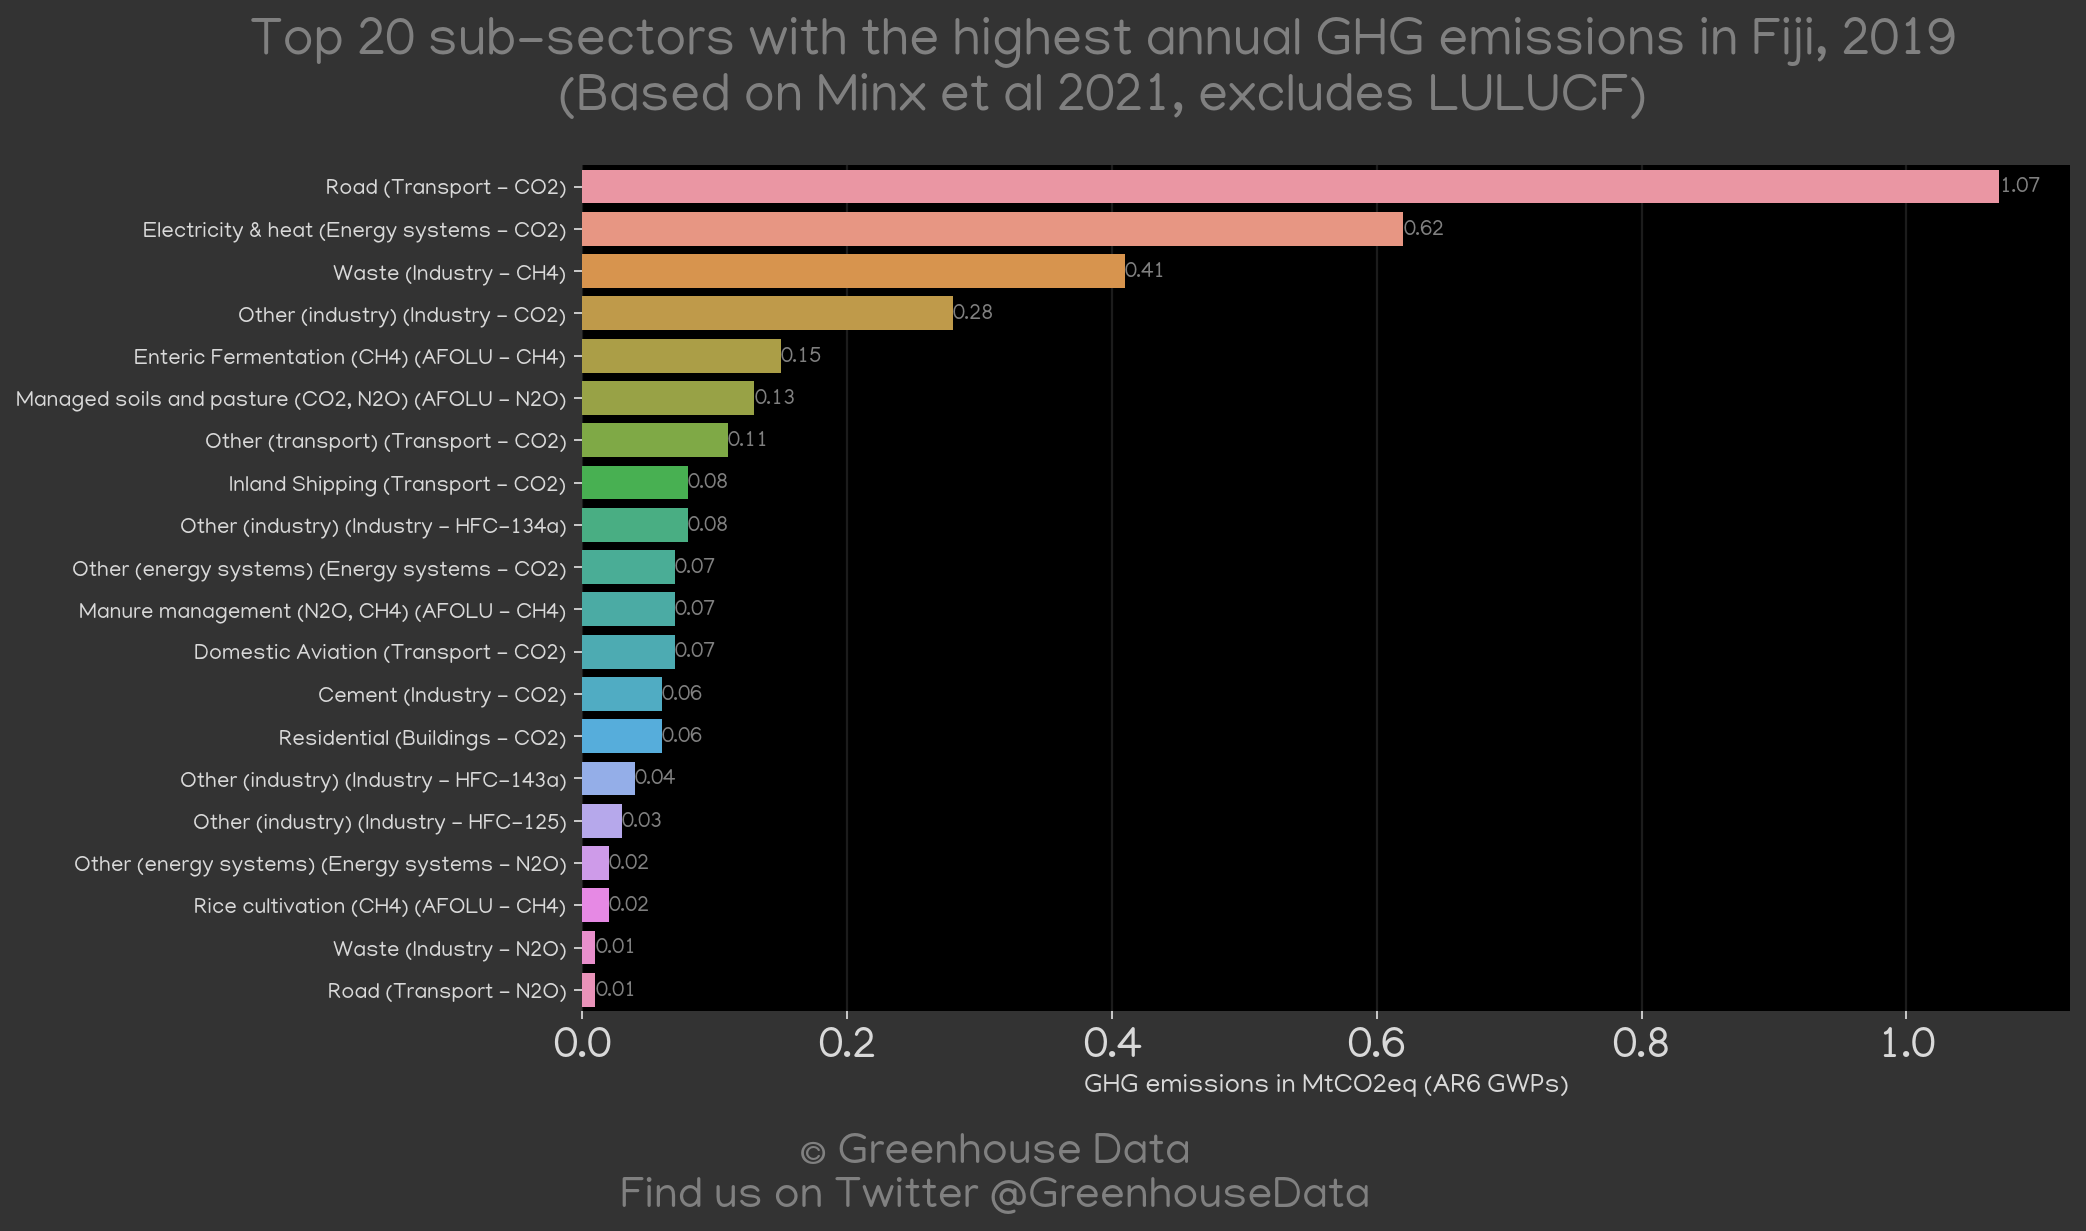 Top 20 sub-sectors with the highest annual GHG emissions in Fiji, 2019
(Based on Minx et al 2021, excludes LULUCF)
Road (Transport - CO2) 1.07
Electricity & heat (Energy systems - CO2) 0.62
Waste (Industry - CH4) 0.41
Other (industry) (Industry - CO2) 0.28
Enteric Fermentation (CH4) (AFOLU - CH4) 0.15
Managed soils and pasture (CO2, N2O) (AFOLU - N2O) 0.13
Other (transport) (Transport - CO2) 0.11
Inland Shipping (Transport - CO2) 0.08
Other (industry) (Industry - HFC-134a) 0.08
Other (energy systems) (Energy systems - CO2) 0.07
Manure management (N2O, CH4) (AFOLU - CH4) 0.07
Domestic Aviation (Transport - CO2) 0.07
Cement (Industry - CO2) 0.06
Residential (Buildings - CO2) 0.06
Other (industry) (Industry - HFC-143a) 0.04
Other (industry) (Industry - HFC-125) 0.03
Other (energy systems) (Energy systems - N2O) 0.02
Rice cultivation (CH4) (AFOLU - CH4) 0.02
Waste (Industry - N2O) 0.01
Road (Transport - N2O) 0.01
0.0 0.2 0.4 0.6 0.8 1.0
GHG emissions in MtCO2eq (AR6 GWPs)
© Greenhouse Data
Find us on Twitter @GreenhouseData